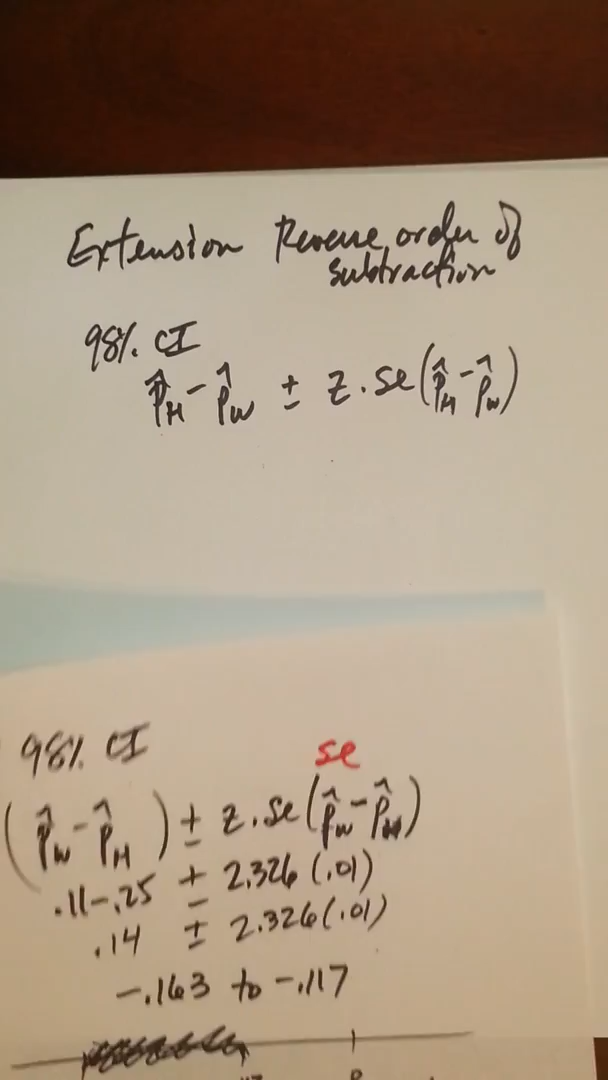 Extension Reverse order of
subtraction
98% CI
p̂H - p̂W ± z. se(p̂H - p̂W)
98% CI
se
(p̂W - p̂H) ± z. se(p̂W - p̂H)
.11-.25 ± 2.326 (.01)
.14 ± 2.326(.01)
-.163 to -.117